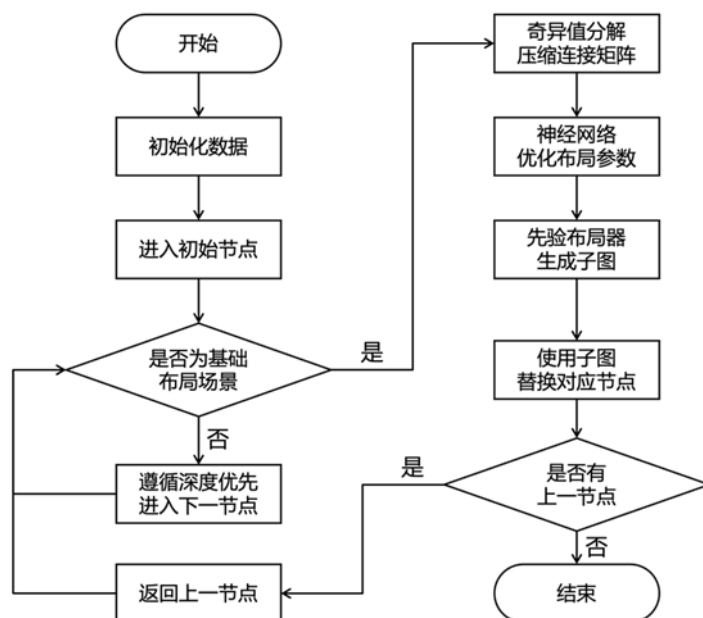 开始
初始化数据
进入初始节点
是否为基础
布局场景
是
否
遵循深度优先
进入下一节点
返回上一节点
奇异值分解
压缩连接矩阵
神经网络
优化布局参数
先验布局器
生成子图
使用子图
替换对应节点
是否有
上一节点
是
否
结束